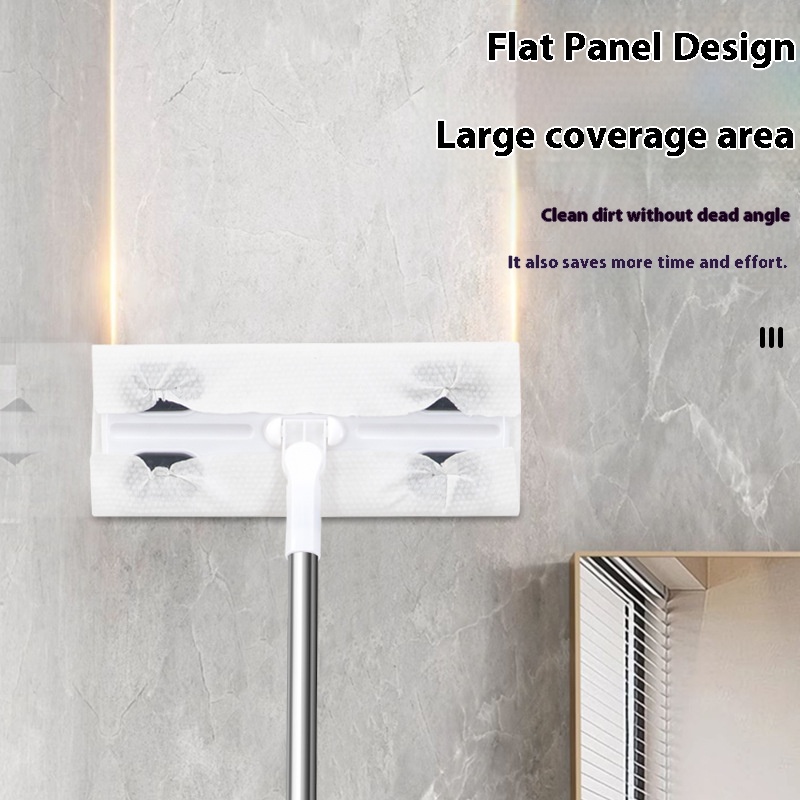 Flat Panel Design
Large coverage area
Clean dirt without dead angle
It also saves more time and effort.